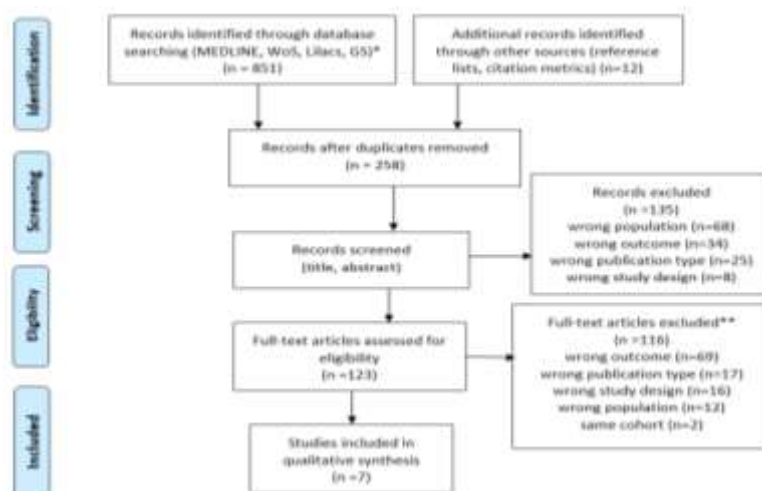 Identification
Records identified through database
searching (MEDLINE, WoS, Lilacs, GS)*
(n = 851)
Additional records identified
through other sources (reference
lists, citation metrics) (n=12)
Records after duplicates removed
(n = 258)
Screening
Records screened
(title, abstract)
Records excluded
(n =135)
wrong population (n=68)
wrong outcome (n=34)
wrong publication type (n=25)
wrong study design (n=8)
Eligibility
Full-text articles assessed for
eligibility
(n =123)
Full-text articles excluded**
(n =116)
wrong outcome (n=69)
wrong publication type (n=17)
wrong study design (n=16)
wrong population (n=12)
same cohort (n=2)
Included
Studies included in
qualitative synthesis
(n =7)